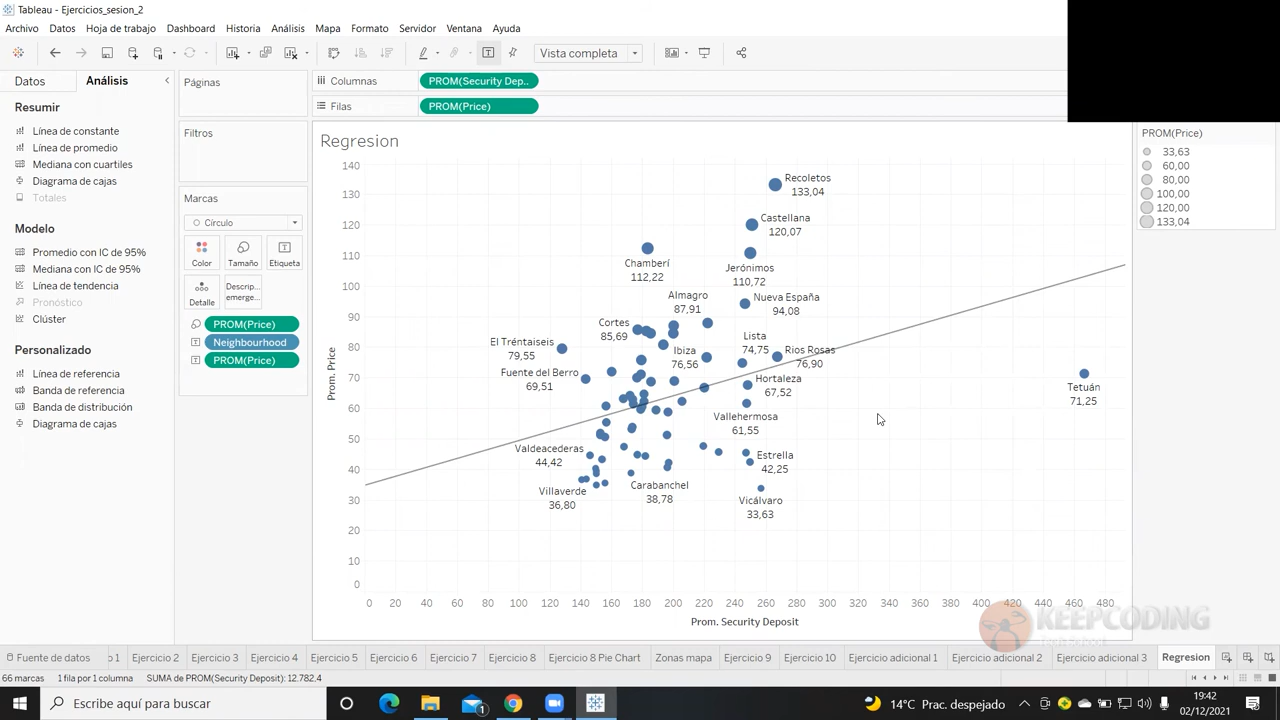 Tableau - Ejercicios_sesion_2
Archivo Datos Hoja de trabajo Dashboard Historia Análisis Mapa Formato Servidor Ventana Ayuda
Vista completa
Datos Análisis
Resumir
Línea de constante
Línea de promedio
Mediana con cuartiles
Diagrama de cajas
Totales
Modelo
Promedio con IC de 95%
Mediana con IC de 95%
Línea de tendencia
Pronóstico
Clúster
Personalizado
Línea de referencia
Banda de referencia
Banda de distribución
Diagrama de cajas
Páginas
Filtros
Marcas
Círculo
Color Tamaño Etiqueta
Detalle Descrip... emerge...
PROM(Price)
Neighbourhood
PROM(Price)
Columnas PROM(Security Dep..
Filas PROM(Price)
Regresion
Prom. Price
140
130
120
110
100
90
80
70
60
50
40
30
20
10
0
Recoletos
133,04
Castellana
120,07
Chamberí
112,22
Jerónimos
110,72
Almagro
87,91
Nueva España
94,08
Cortes
85,69
El Tréntaiseis
79,55
Ibiza
76,56
Lista
74,75
Rios Rosas
76,90
Fuente del Berro
69,51
Hortaleza
67,52
Tetuán
71,25
Vallehermosa
61,55
Valdeacederas
44,42
Estrella
42,25
Villaverde
36,80
Carabanchel
38,78
Vicálvaro
33,63
0 20 40 60 80 100 120 140 160 180 200 220 240 260 280 300 320 340 360 380 400 420 440 460 480
Prom. Security Deposit
PROM(Price)
33,63
60,00
80,00
100,00
120,00
133,04
KEEPCODING
Tech School
Fuente de datos o 1 Ejercicio 2 Ejercicio 3 Ejercicio 4 Ejercicio 5 Ejercicio 6 Ejercicio 7 Ejercicio 8 Ejercicio 8 Pie Chart Zonas mapa Ejercicio 9 Ejercicio 10 Ejercicio adicional 1 Ejercicio adicional 2 Ejercicio adicional 3 Regresion
66 marcas 1 fila por 1 columna SUMA de PROM(Security Deposit): 12.782,4
Escribe aquí para buscar
1
14°C Prac. despejado
19:42
02/12/2021